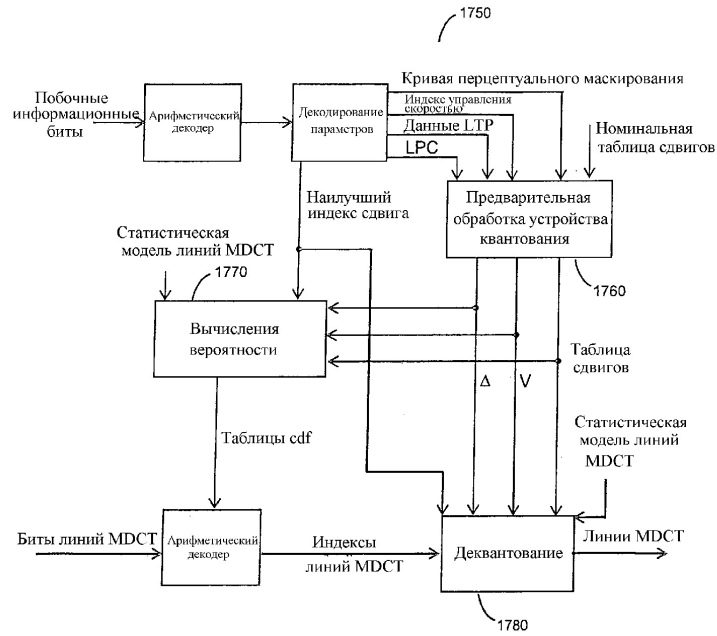 1750
Кривая перцептуального маскирования
Побочные
информационные
биты
Арифметический
декодер
Декодирование
параметров
Индекс управления
скоростью
Данные LTP
LPC
Номинальная
таблица сдвигов
Наилучший
индекс сдвига
Предварительная
обработка устройства
квантования
1760
Статистическая
модель линий MDCT
1770
Вычисления
вероятности
Таблица
сдвигов
Δ
V
Таблицы cdf
Статистическая
модель линий
MDCT
Биты линий MDCT
Арифметический
декодер
Индексы
линий MDCT
Деквантование
Линии MDCT
1780